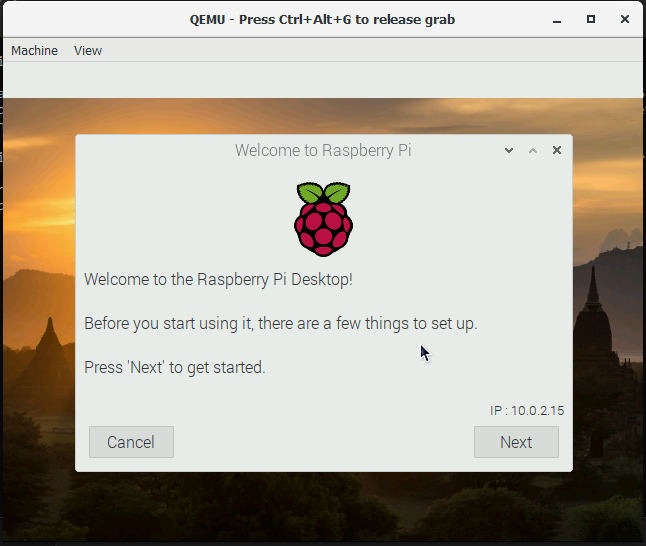 QEMU - Press Ctrl+Alt+G to release grab
Machine View
Welcome to Raspberry Pi
Welcome to the Raspberry Pi Desktop!
Before you start using it, there are a few things to set up.
Press 'Next' to get started.
IP : 10.0.2.15
Cancel Next